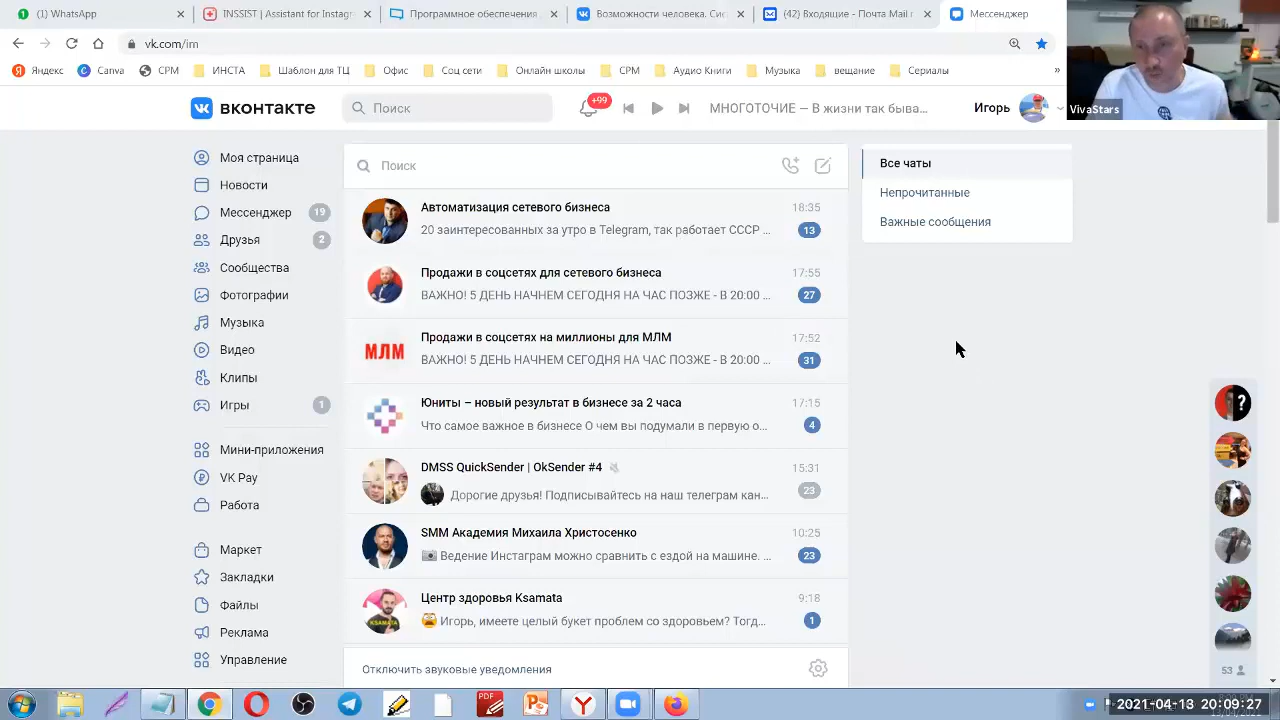 (1) WhatsApp
INSSCT | Assistant for Instagr
Программное обеспечение
Возможности человека. Сис
(42) Входящие - Почта Mail r
Мессенджер
vk.com/im
Яндекс
Canva
СРМ
ИНСТА
Шаблон для ТЦ
Офис
Соц сети
Онлайн школы
СРМ
Аудио Книги
Музыка
вещание
Сериалы
»
VivaStars
вконтакте
Поиск
+99
МНОГОТОЧИЕ — В жизни так быва...
Игорь
Моя страница
Новости
Мессенджер 19
Друзья 2
Сообщества
Фотографии
Музыка
Видео
Клипы
Игры 1
Мини-приложения
VK Pay
Работа
Маркет
Закладки
Файлы
Реклама
Управление
Поиск
Автоматизация сетевого бизнеса 18:35
20 заинтересованных за утро в Telegram, так работает СССР ... 13
Продажи в соцсетях для сетевого бизнеса 17:55
ВАЖНО! 5 ДЕНЬ НАЧНЕМ СЕГОДНЯ НА ЧАС ПОЗЖЕ - В 20:00 ... 27
МЛМ
Продажи в соцсетях на миллионы для МЛМ 17:52
ВАЖНО! 5 ДЕНЬ НАЧНЕМ СЕГОДНЯ НА ЧАС ПОЗЖЕ - В 20:00 ... 31
Юниты – новый результат в бизнесе за 2 часа 17:15
Что самое важное в бизнесе О чем вы подумали в первую о... 4
DMSS QuickSender | OkSender #4 15:31
Дорогие друзья! Подписывайтесь на наш телеграм кан... 23
SMM Академия Михаила Христосенко 10:25
Ведение Инстаграм можно сравнить с ездой на машине. ... 23
KSAMATA
Центр здоровья Ksamata 9:18
Игорь, имеете целый букет проблем со здоровьем? Тогд... 1
Отключить звуковые уведомления
Все чаты
Непрочитанные
Важные сообщения
?
53
PDF
2021-04-13 20:09:27